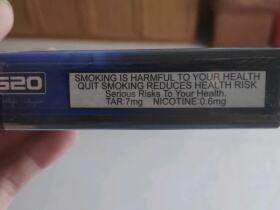 520
SMOKING IS HARMFUL TO YOUR HEALTH
QUIT SMOKING REDUCES HEALTH RISK
Serious Risks To Your Health.
TAR:7mg NICOTINE:0.6mg